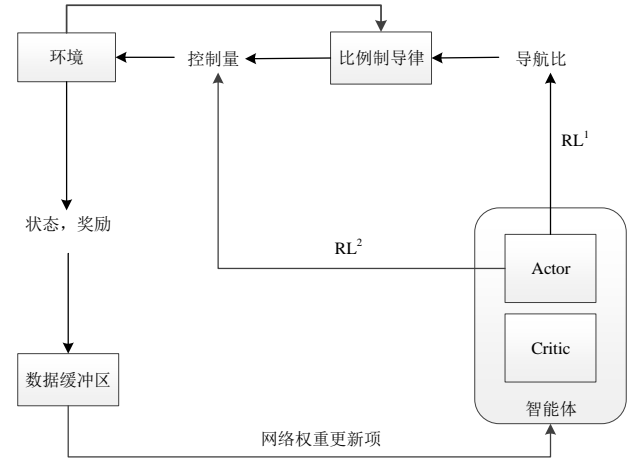 环境
控制量
比例制导律
导航比
RL¹
状态，奖励
RL²
Actor
Critic
数据缓冲区
智能体
网络权重更新项